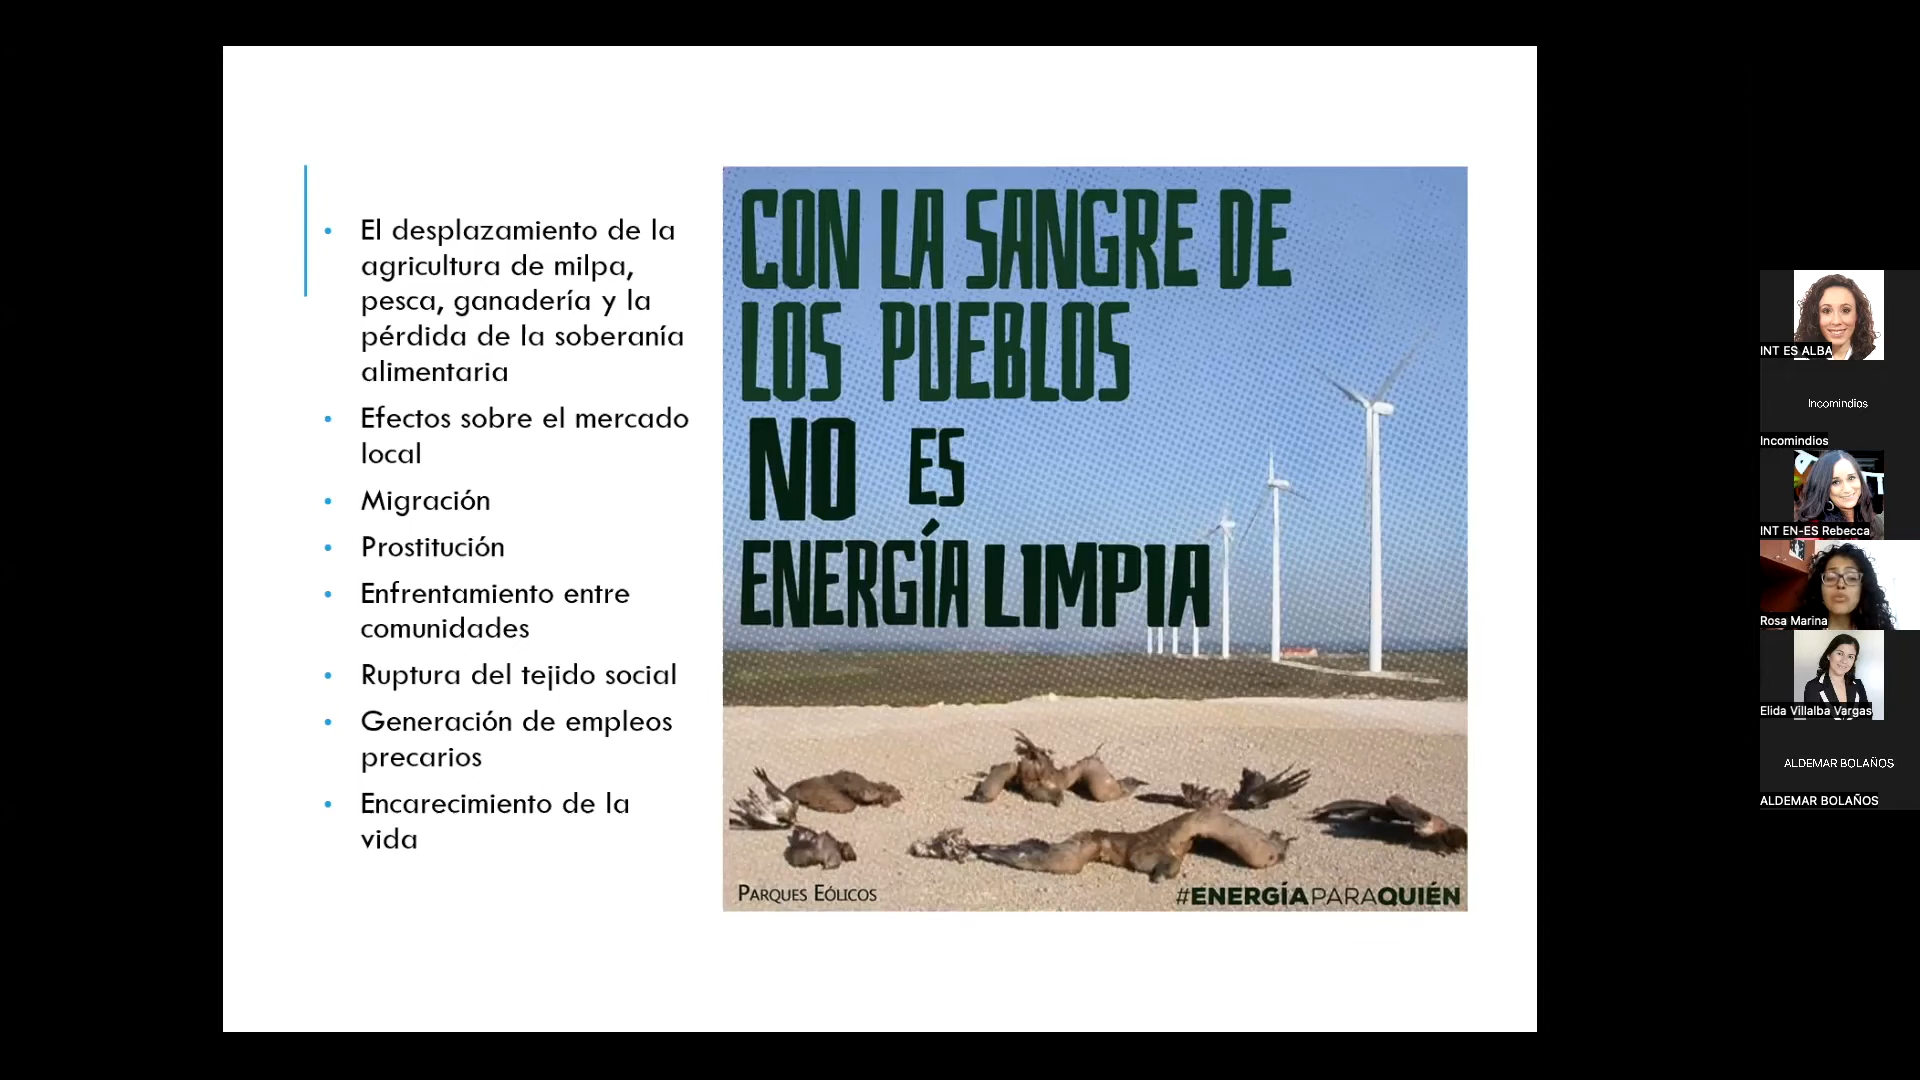 El desplazamiento de la
agricultura de milpa,
pesca, ganadería y la
pérdida de la soberanía
alimentaria
Efectos sobre el mercado
local
Migración
Prostitución
Enfrentamiento entre
comunidades
Ruptura del tejido social
Generación de empleos
precarios
Encarecimiento de la
vida
CON LA SANGRE DE
LOS PUEBLOS
NO ES
ENERGÍA LIMPIA
PARQUES EÓLICOS
#ENERGÍAPARAQUIÉN
INT ES ALBA
Incomindios
Incomindios
INT EN-ES Rebecca
Rosa Marina
Elida Villalba Vargas
ALDEMAR BOLAÑOS
ALDEMAR BOLAÑOS